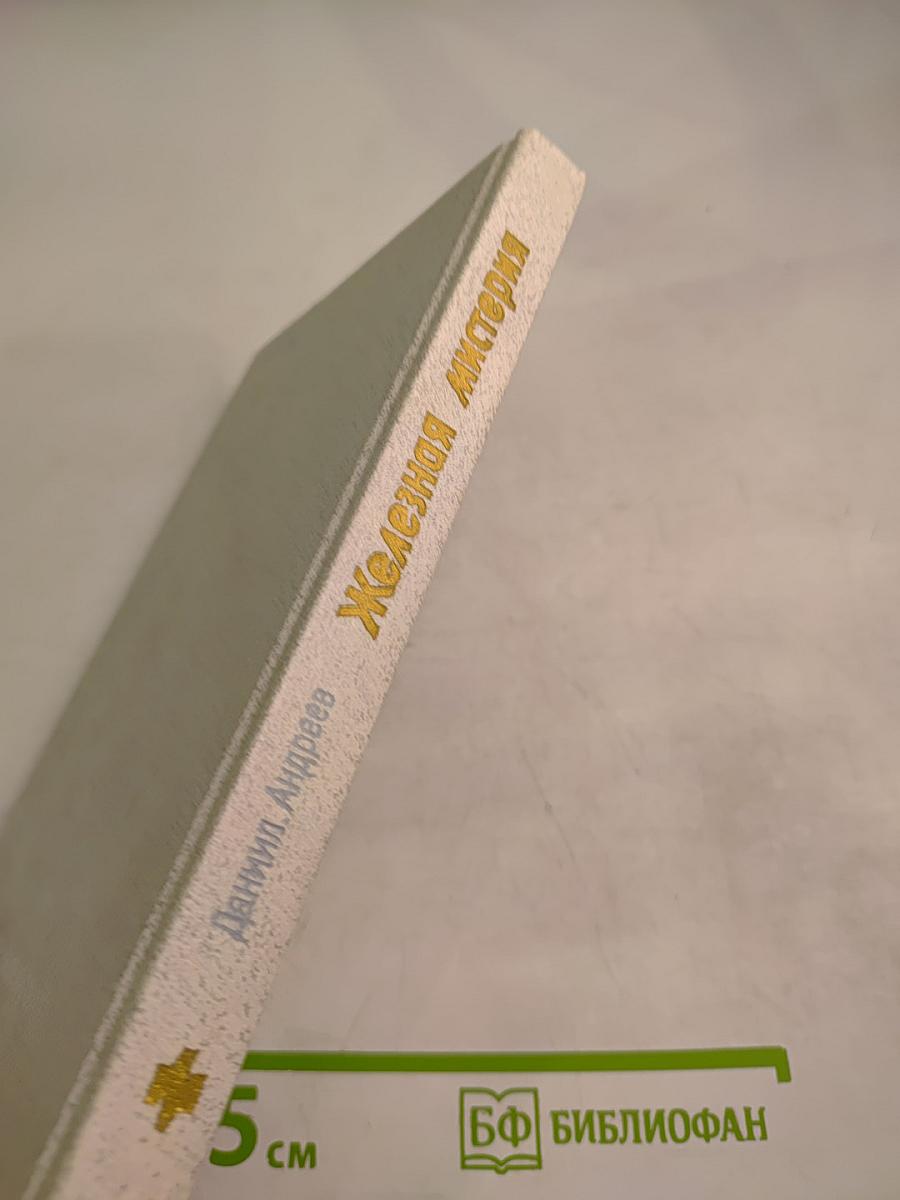 Даниил Андреев Железная мистерия
5 см
БФ БИБЛИОФАН